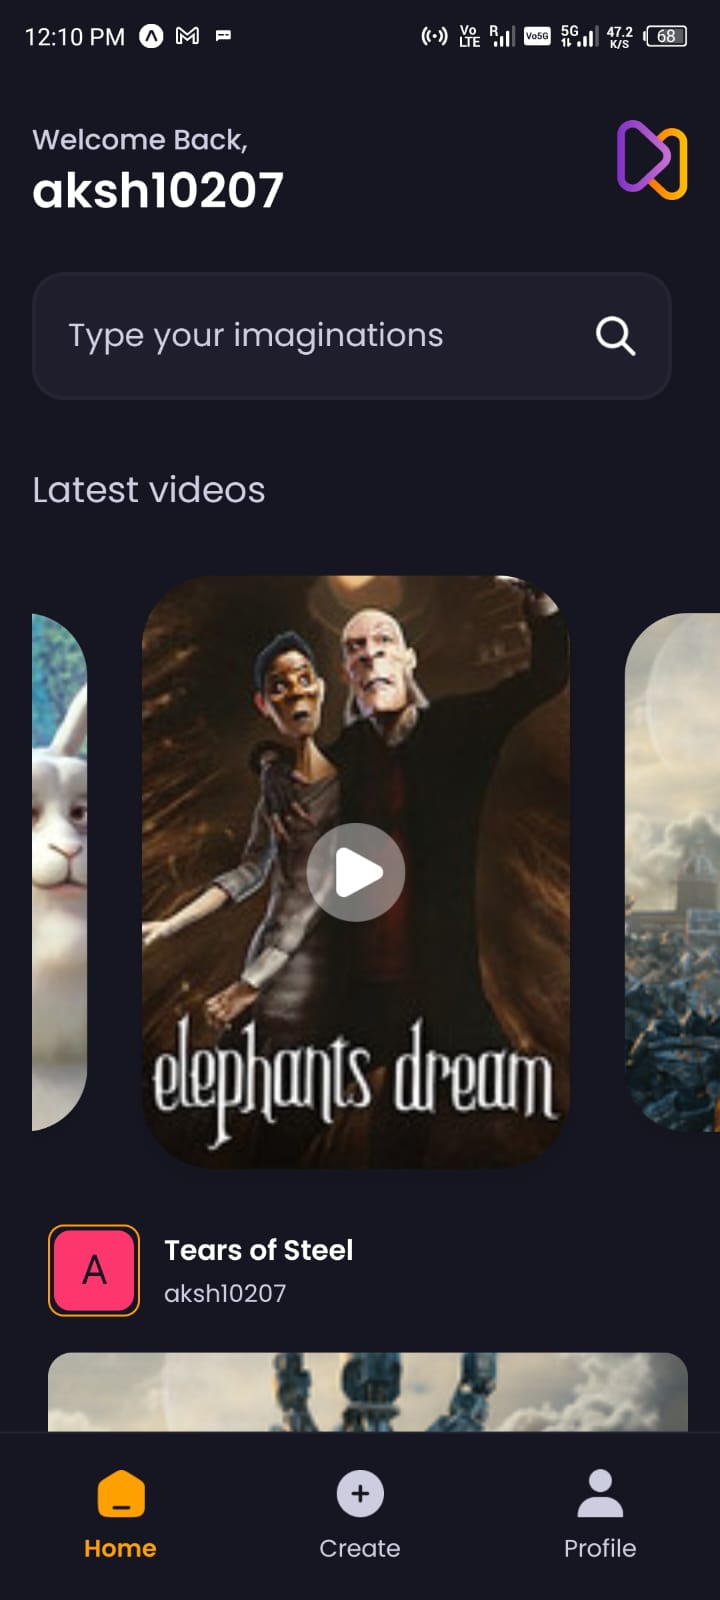 12:10 PM Vo LTE R Vo5G 5G 47.2 K/S 68
Welcome Back,
aksh10207
Type your imaginations
Latest videos
elephants dream
A
Tears of Steel
aksh10207
Home Create Profile